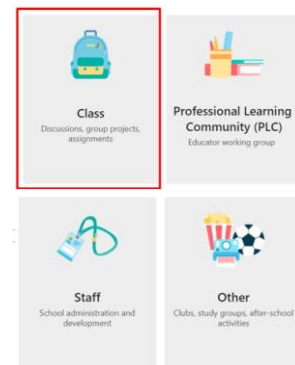 Class
Discussions, group projects,
assignments
Professional Learning
Community (PLC)
Educator working group
Staff
School administration and
development
Other
Clubs, study groups, after-school
activities